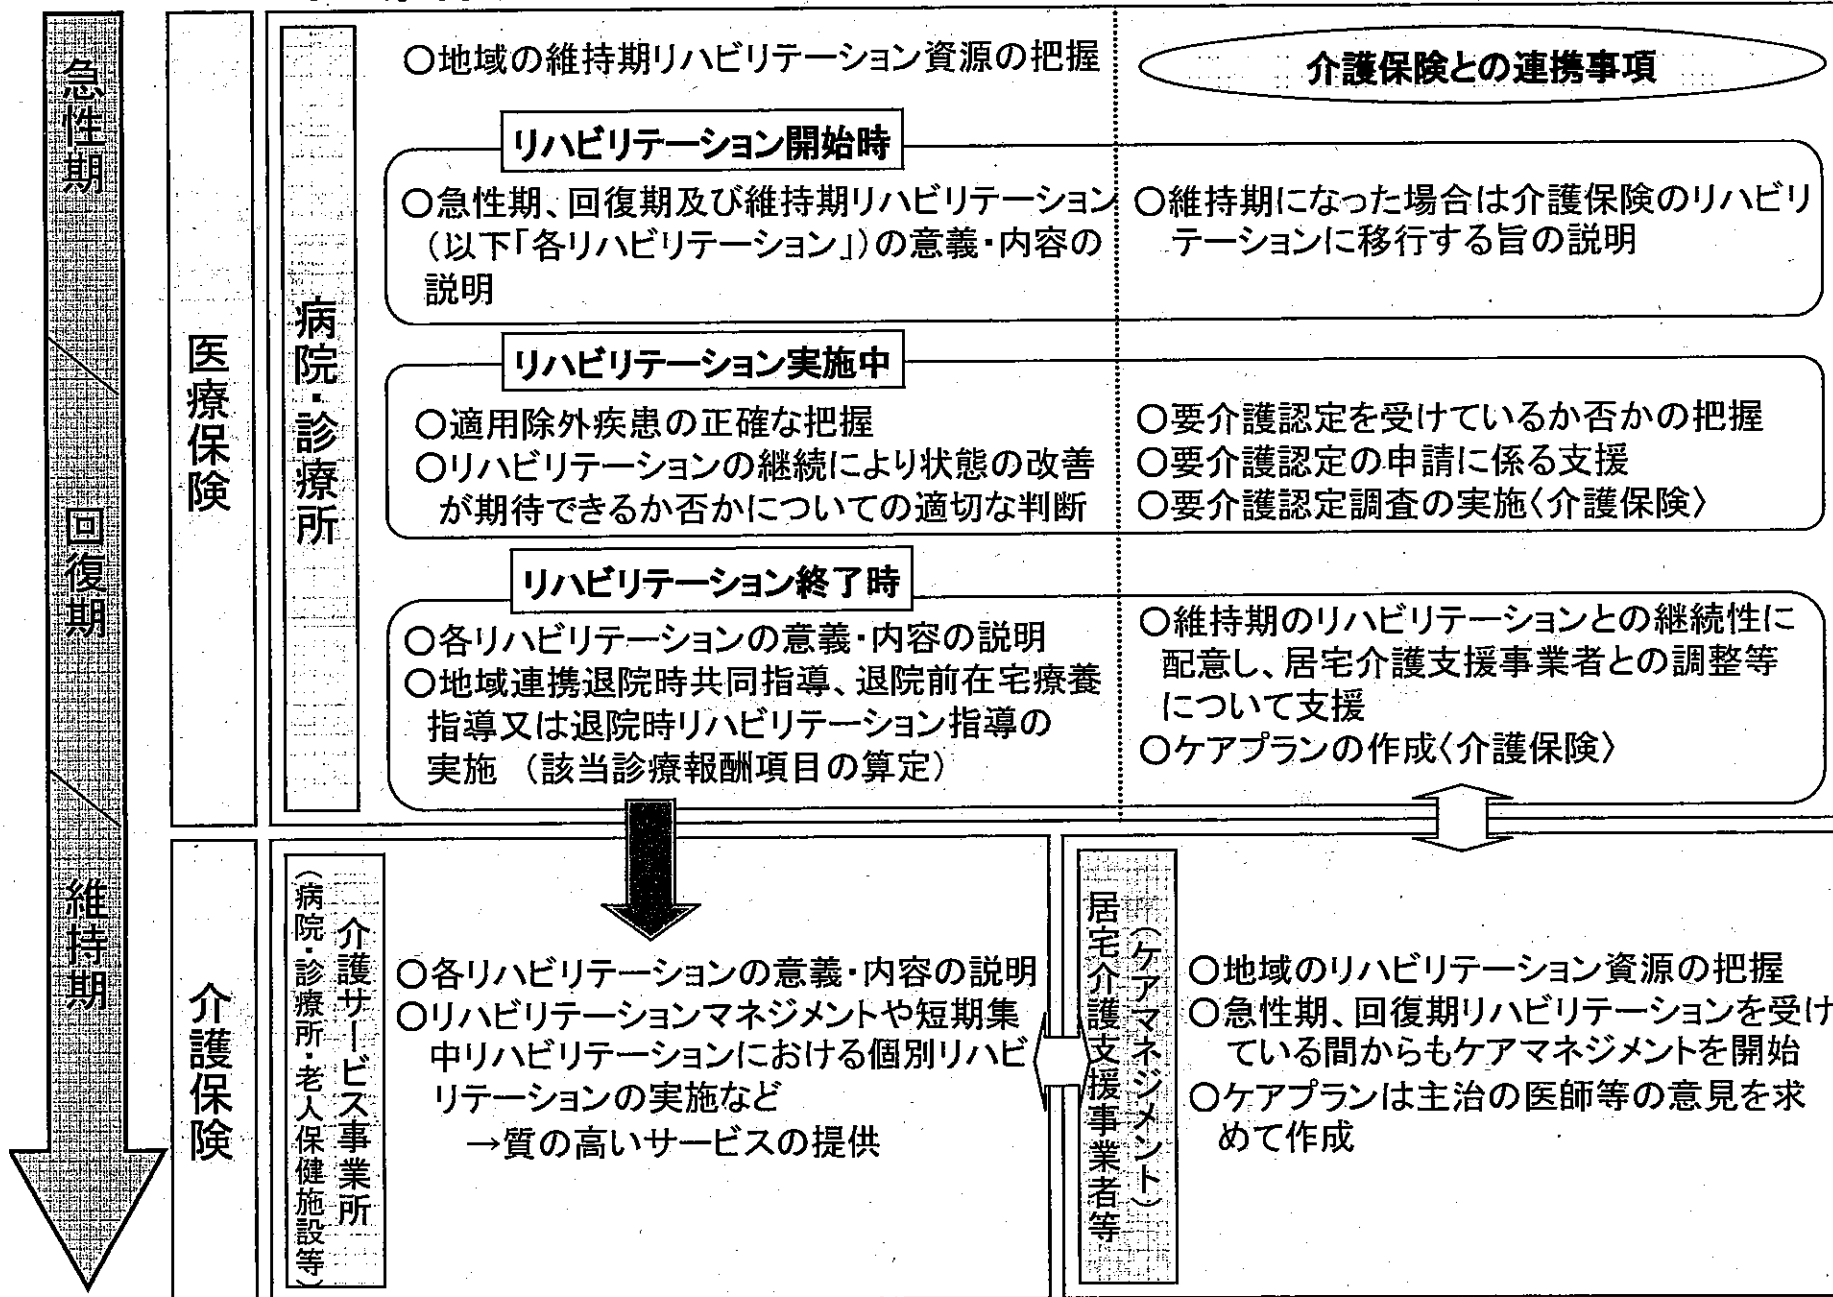 急性期
回復期
維持期
医療保険
介護保険
病院・診療所
○地域の維持期リハビリテーション資源の把握
介護保険との連携事項
リハビリテーション開始時
○急性期、回復期及び維持期リハビリテーション
(以下「各リハビリテーション」)の意義・内容の
説明
○維持期になった場合は介護保険のリハビリ
テーションに移行する旨の説明
リハビリテーション実施中
○適用除外疾患の正確な把握
○リハビリテーションの継続により状態の改善
が期待できるか否かについての適切な判断
○要介護認定を受けているか否かの把握
○要介護認定の申請に係る支援
○要介護認定調査の実施〈介護保険〉
リハビリテーション終了時
○各リハビリテーションの意義・内容の説明
○地域連携退院時共同指導、退院前在宅療養
指導又は退院時リハビリテーション指導の
実施 (該当診療報酬項目の算定)
○維持期のリハビリテーションとの継続性に
配意し、居宅介護支援事業者との調整等
について支援
○ケアプランの作成〈介護保険〉
介護サービス事業所
(病院・診療所・老人保健施設等)
○各リハビリテーションの意義・内容の説明
○リハビリテーションマネジメントや短期集
中リハビリテーションにおける個別リハビ
リテーションの実施など
→質の高いサービスの提供
(ケアマネジメント)
居宅介護支援事業者等
○地域のリハビリテーション資源の把握
○急性期、回復期リハビリテーションを受け
ている間からもケアマネジメントを開始
○ケアプランは主治の医師等の意見を求
めて作成